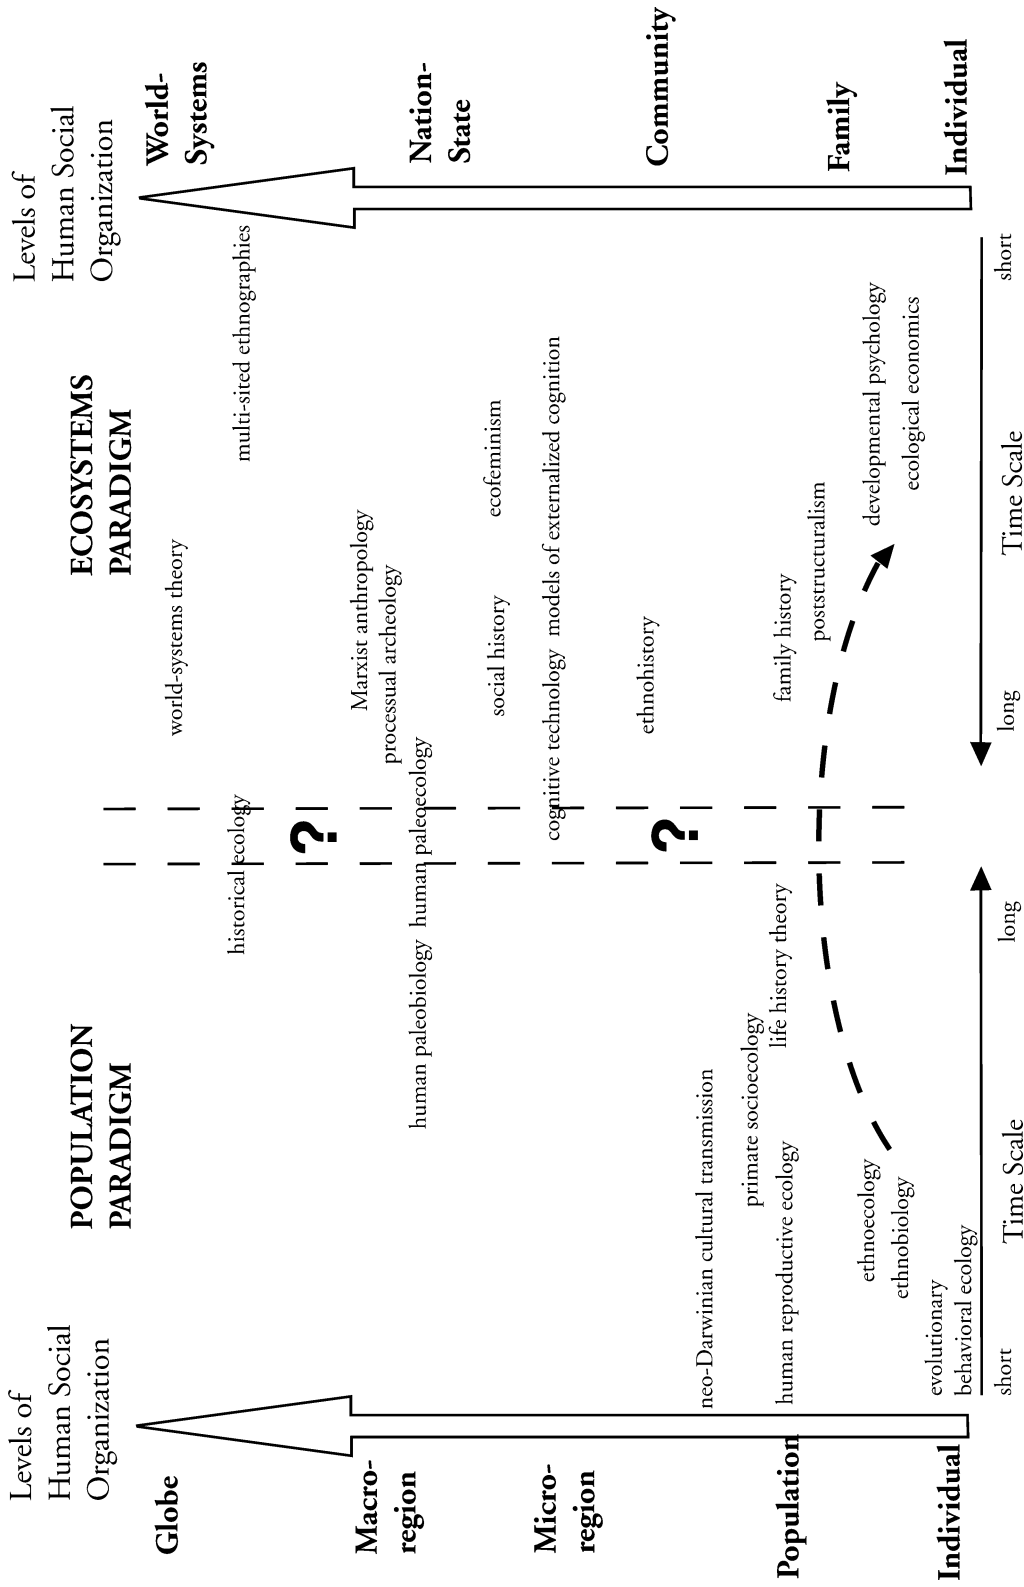 Levels of
Human Social
Organization
POPULATION
PARADIGM
ECOSYSTEMS
PARADIGM
Levels of
Human Social
Organization
Globe
World-
Systems
world-systems theory
historical ecology
multi-sited ethnographies
?
Macro-
region
Nation-
State
Marxist anthropology
processual archeology
human paleobiology
human paleoecology
social history
ecofeminism
Micro-
region
cognitive technology
models of externalized cognition
ethnohistory
Community
?
neo-Darwinian cultural transmission
primate socioecology
life history theory
Population
human reproductive ecology
family history
poststructuralism
Family
ethnoecology
ethnobiology
developmental psychology
ecological economics
Individual
evolutionary
behavioral ecology
Individual
short
long
long
short
Time Scale
Time Scale